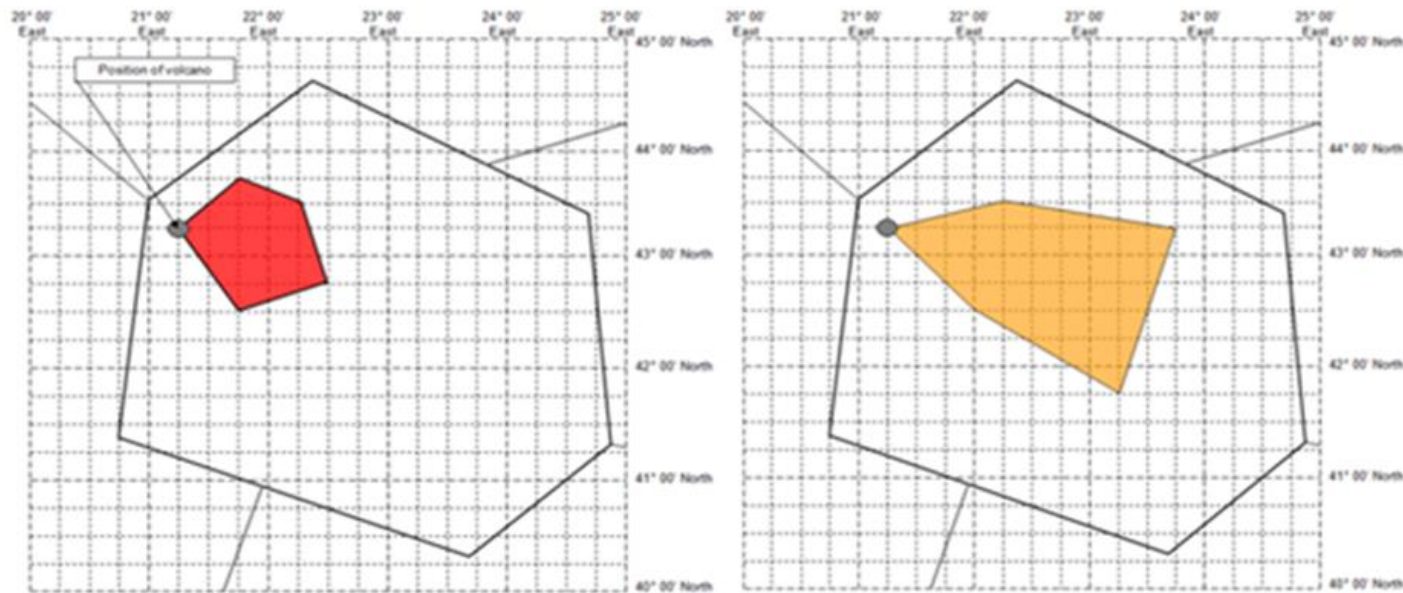 20° 00' 21° 00' 22° 00' 23° 00' 24° 00' 25° 00'
East East East East East East
45° 00' North
Position of volcano
44° 00' North
43° 00' North
42° 00' North
41° 00' North
40° 00' North
20° 00' 21° 00' 22° 00' 23° 00' 24° 00' 25° 00'
East East East East East East
45° 00' North
44° 00' North
43° 00' North
42° 00' North
41° 00' North
40° 00' North